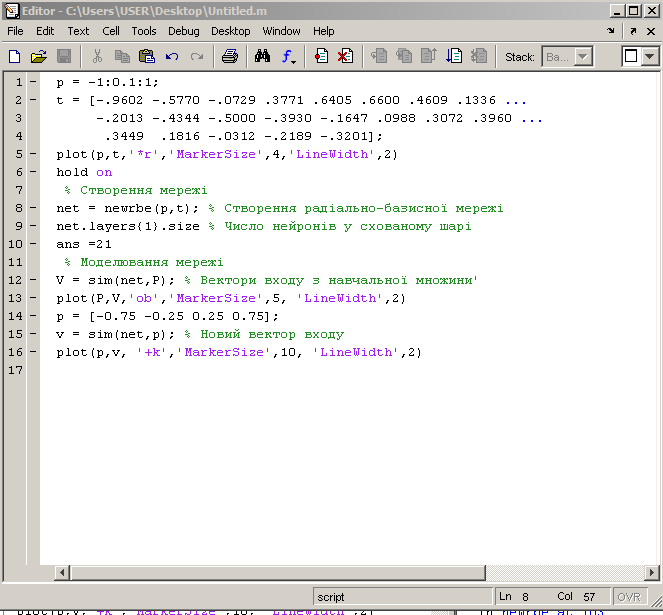 Editor - C:\Users\USER\Desktop\Untitled.m
File Edit Text Cell Tools Debug Desktop Window Help
Stack: Ba...
1 - p = -1:0.1:1;
2 - t = [-.9602 -.5770 -.0729 .3771 .6405 .6600 .4609 .1336 ...
3 -.2013 -.4344 -.5000 -.3930 -.1647 .0988 .3072 .3960 ...
4 .3449 .1816 -.0312 -.2189 -.3201];
5 - plot(p,t,'*r','MarkerSize',4,'LineWidth',2)
6 - hold on
7 % Створення мережі
8 - net = newrbe(p,t); % Створення радіально-базисної мережі
9 - net.layers{1}.size % Число нейронів у схованому шарі
10 - ans =21
11 % Моделювання мережі
12 - V = sim(net,P); % Вектори входу з навчальної множини'
13 - plot(P,V,'ob','MarkerSize',5, 'LineWidth',2)
14 - p = [-0.75 -0.25 0.25 0.75];
15 - v = sim(net,p); % Новий вектор входу
16 - plot(p,v, '+k','MarkerSize',10, 'LineWidth',2)
17
script Ln 8 Col 57 OVR